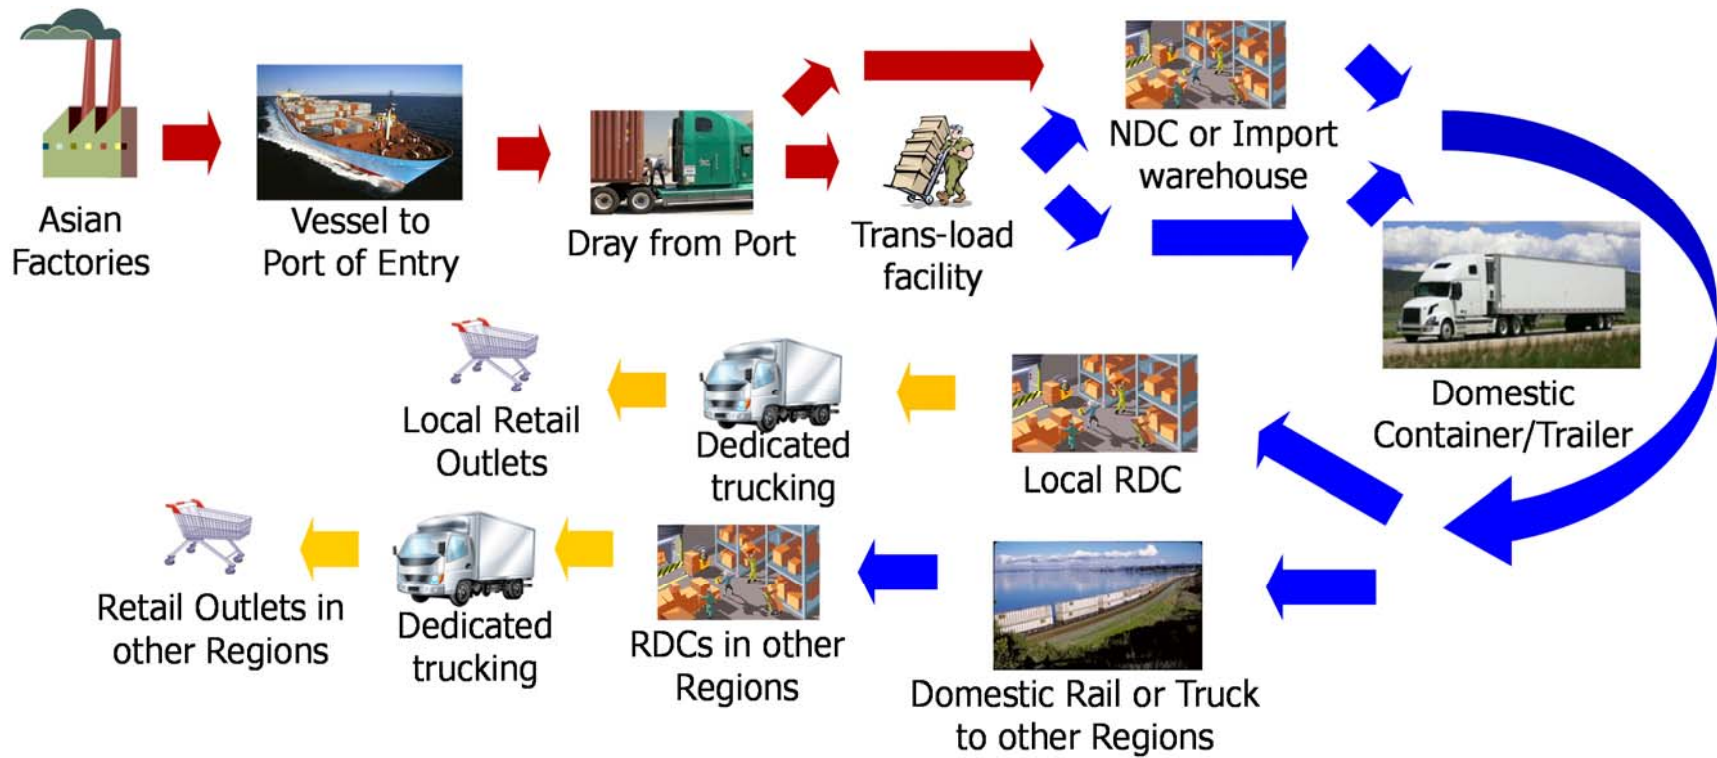 Asian
Factories
Vessel to
Port of Entry
Dray from Port
Trans-load
facility
NDC or Import
warehouse
Domestic
Container/Trailer
Local RDC
Dedicated
trucking
Local Retail
Outlets
Domestic Rail or Truck
to other Regions
RDCs in other
Regions
Dedicated
trucking
Retail Outlets in
other Regions